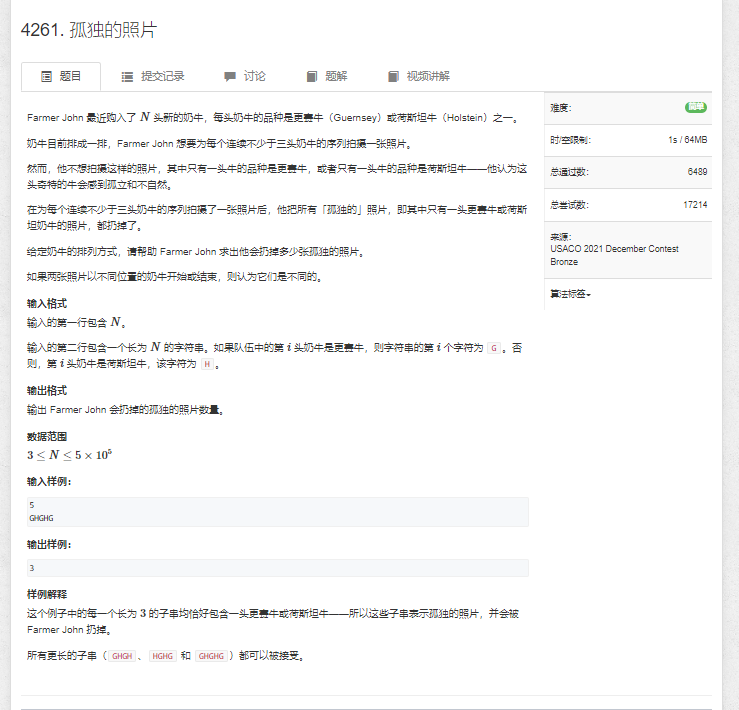 4261. 孤独的照片
题目 提交记录 讨论 题解 视频讲解
Farmer John 最近购入了 N 头新的奶牛，每头奶牛的品种是更赛牛（Guernsey）或荷斯坦牛（Holstein）之一。
奶牛目前排成一排，Farmer John 想要为每个连续不少于三头奶牛的序列拍摄一张照片。
然而，他不想拍摄这样的照片，其中只有一头牛的品种是更赛牛，或者只有一头牛的品种是荷斯坦牛——他认为这
头奇特的牛会感到孤立和不自然。
在为每个连续不少于三头奶牛的序列拍摄了一张照片后，他把所有「孤独的」照片，即其中只有一头更赛牛或荷斯
坦奶牛的照片，都扔掉了。
给定奶牛的排列方式，请帮助 Farmer John 求出他会扔掉多少张孤独的照片。
如果两张照片以不同位置的奶牛开始或结束，则认为它们是不同的。
输入格式
输入的第一行包含 N。
输入的第二行包含一个长为 N 的字符串。如果队伍中的第 i 头奶牛是更赛牛，则字符串的第 i 个字符为 G 。否
则，第 i 头奶牛是荷斯坦牛，该字符为 H 。
输出格式
输出 Farmer John 会扔掉的孤独的照片数量。
数据范围
3 ≤ N ≤ 5 × 10⁵
输入样例：
5
GHGHG
输出样例：
3
样例解释
这个例子中的每一个长为 3 的子串均恰好包含一头更赛牛或荷斯坦牛——所以这些子串表示孤独的照片，并会被
Farmer John 扔掉。
所有更长的子串（ GHGH 、 HGHG 和 GHGHG ）都可以被接受。
难度： 简单
时/空限制： 1s / 64MB
总通过数： 6489
总尝试数： 17214
来源：
USACO 2021 December Contest
Bronze
算法标签